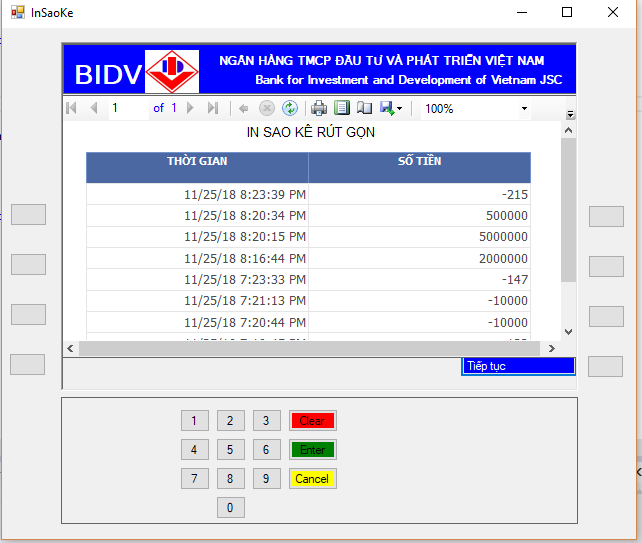 InSaoKe
BIDV
NGÂN HÀNG TMCP ĐẦU TƯ VÀ PHÁT TRIỂN VIỆT NAM
Bank for Investment and Development of Vietnam JSC
1 of 1 100%
IN SAO KÊ RÚT GỌN
THỜI GIAN SỐ TIỀN
11/25/18 8:23:39 PM -215
11/25/18 8:20:34 PM 500000
11/25/18 8:20:15 PM 5000000
11/25/18 8:16:44 PM 2000000
11/25/18 7:23:33 PM -147
11/25/18 7:21:13 PM -10000
11/25/18 7:20:44 PM -10000
Tiếp tục
1 2 3 Clear
4 5 6 Enter
7 8 9 Cancel
0